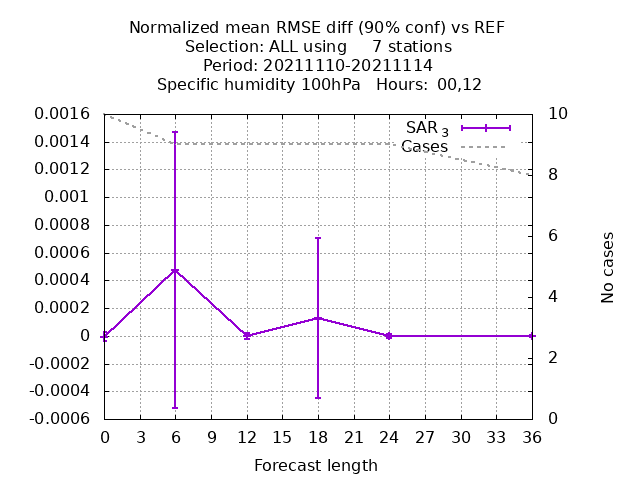 Normalized mean RMSE diff (90% conf) vs REF
Selection: ALL using     7 stations
Period: 20211110-20211114
Specific humidity 100hPa   Hours: 00,12
0.0016
0.0014
0.0012
0.001
0.0008
0.0006
0.0004
0.0002
0
-0.0002
-0.0004
-0.0006
SAR 3
Cases
10
8
6
4
2
0
No cases
0 3 6 9 12 15 18 21 24 27 30 33 36
Forecast length